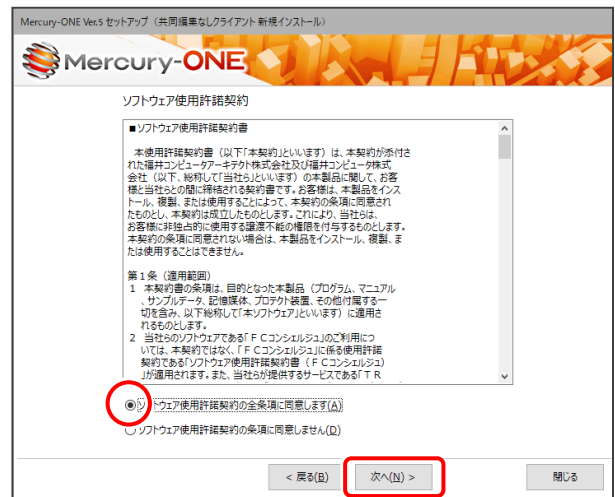 Mercury-ONE Ver.5 セットアップ（共同編集なしクライアント 新規インストール）
Mercury-ONE
ソフトウェア使用許諾契約
■ソフトウェア使用許諾契約書
本使用許諾契約書（以下「本契約」といいます）は、本契約が添付さ
れた福井コンピュータアーキテクト株式会社及び福井コンピュータ株式
会社（以下、総称して「当社ら」といいます）の本製品に関して、お客
様と当社らとの間に締結される契約書です。お客様は、本製品をインス
トール、複製、または使用することによって、本契約の条項に同意され
たものとし、本契約は成立したものとします。これにより、当社らは、
お客様に非独占的に使用する譲渡不能の権限を付与するものとします。
本契約の条項に同意されない場合は、本製品をインストール、複製、ま
たは使用することはできません。
第１条（適用範囲）
1 本契約書の条項は、目的となった本製品（プログラム、マニュアル
、サンプルデータ、記憶媒体、プロテクト装置、その他付属する一
切を含み、以下総称して「本ソフトウェア」といいます）に適用さ
れるものとします。
2 当社らのソフトウェアである「ＦＣコンシェルジュ」のご利用につ
いては、本契約ではなく、「ＦＣコンシェルジュ」に係る使用許諾
契約である「ソフトウェア使用許諾契約書（ＦＣコンシェルジュ）
」が適用されます。また、当社らが提供するサービスである「ＴＲ
ソフトウェア使用許諾契約の全条項に同意します(A)
ソフトウェア使用許諾契約の条項に同意しません(D)
< 戻る(B)
次へ(N) >
閉じる